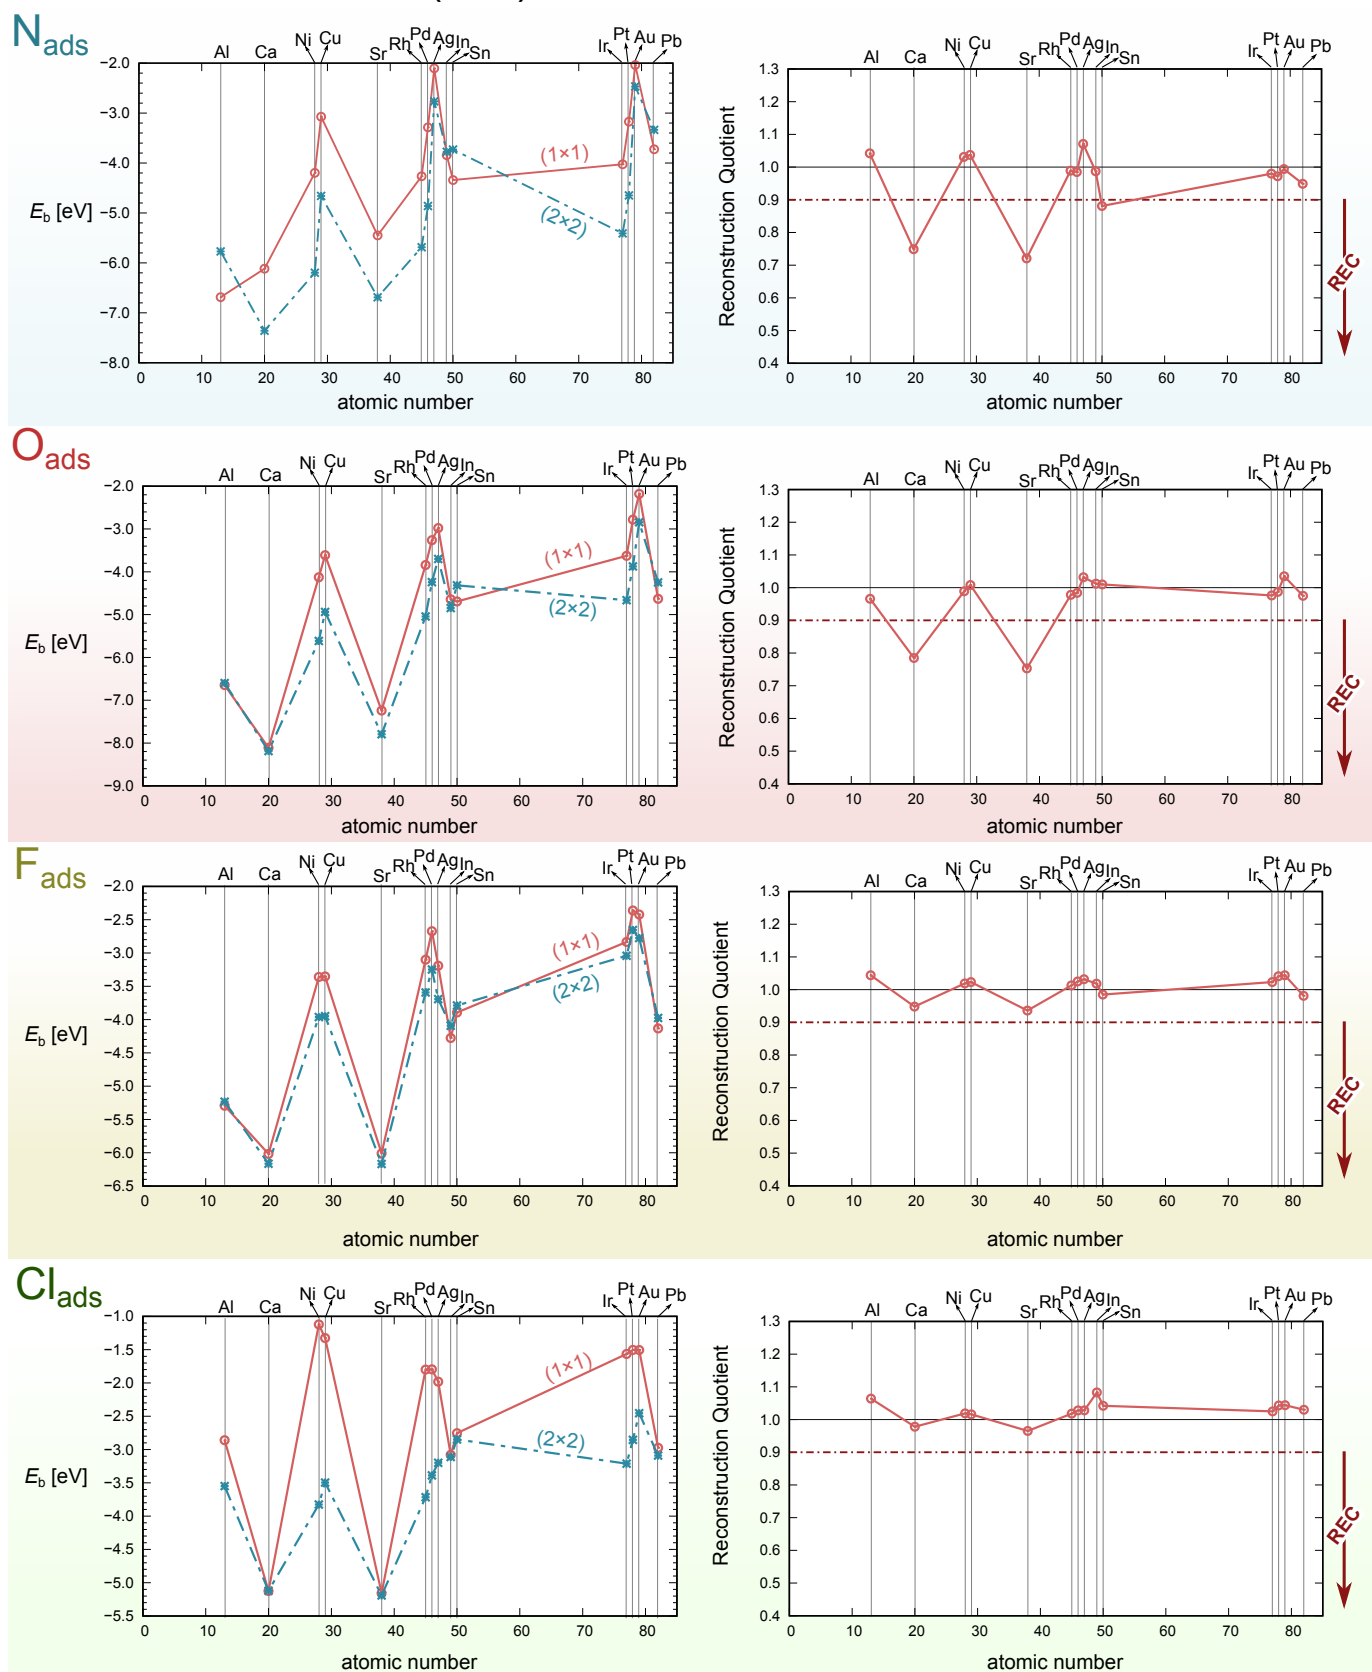 N_ads
Al Ca Ni Cu Sr Rh Pd Ag In Sn Ir Pt Au Pb
−2.0
−3.0
−4.0
−5.0
−6.0
−7.0
−8.0
E_b [eV]
(1×1)
(2×2)
0 10 20 30 40 50 60 70 80
atomic number
Al Ca Ni Cu Sr Rh Pd Ag In Sn Ir Pt Au Pb
1.3
1.2
1.1
1.0
0.9
0.8
0.7
0.6
0.5
0.4
Reconstruction Quotient
REC
0 10 20 30 40 50 60 70 80
atomic number
O_ads
Al Ca Ni Cu Sr Rh Pd Ag In Sn Ir Pt Au Pb
−2.0
−3.0
−4.0
−5.0
−6.0
−7.0
−8.0
−9.0
E_b [eV]
(1×1)
(2×2)
0 10 20 30 40 50 60 70 80
atomic number
Al Ca Ni Cu Sr Rh Pd Ag In Sn Ir Pt Au Pb
1.3
1.2
1.1
1.0
0.9
0.8
0.7
0.6
0.5
0.4
Reconstruction Quotient
REC
0 10 20 30 40 50 60 70 80
atomic number
F_ads
Al Ca Ni Cu Sr Rh Pd Ag In Sn Ir Pt Au Pb
−2.0
−2.5
−3.0
−3.5
−4.0
−4.5
−5.0
−5.5
−6.0
−6.5
E_b [eV]
(1×1)
(2×2)
0 10 20 30 40 50 60 70 80
atomic number
Al Ca Ni Cu Sr Rh Pd Ag In Sn Ir Pt Au Pb
1.3
1.2
1.1
1.0
0.9
0.8
0.7
0.6
0.5
0.4
Reconstruction Quotient
REC
0 10 20 30 40 50 60 70 80
atomic number
Cl_ads
Al Ca Ni Cu Sr Rh Pd Ag In Sn Ir Pt Au Pb
−1.0
−1.5
−2.0
−2.5
−3.0
−3.5
−4.0
−4.5
−5.0
−5.5
E_b [eV]
(1×1)
(2×2)
0 10 20 30 40 50 60 70 80
atomic number
Al Ca Ni Cu Sr Rh Pd Ag In Sn Ir Pt Au Pb
1.3
1.2
1.1
1.0
0.9
0.8
0.7
0.6
0.5
0.4
Reconstruction Quotient
REC
0 10 20 30 40 50 60 70 80
atomic number